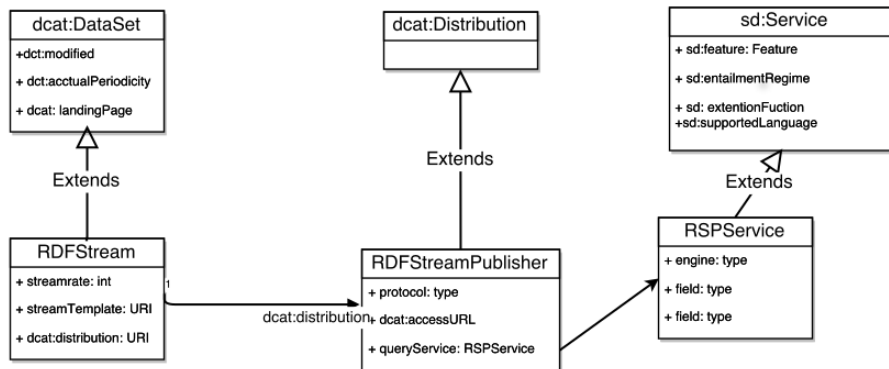 dcat:DataSet
+dct:modified
+ dct:acctualPeriodicity
+ dcat: landingPage
dcat:Distribution
sd:Service
+ sd:feature: Feature
+ sd:entailmentRegime
+ sd: extentionFuction
+sd:supportedLanguage
Extends
Extends
Extends
RDFStream
+ streamrate: int
+ streamTemplate: URI
+ dcat:distribution: URI
1
dcat:distribution
RDFStreamPublisher
+ protocol: type
+ dcat:accessURL
+ queryService: RSPService
RSPService
+ engine: type
+ field: type
+ field: type